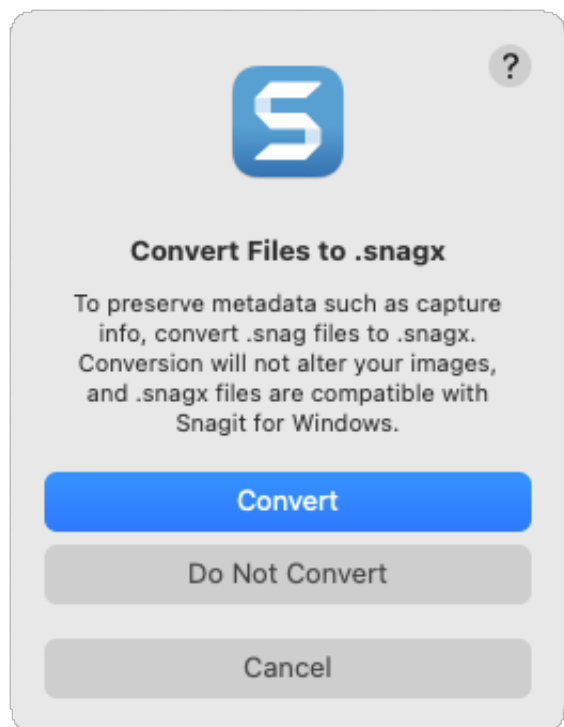 ?
S
Convert Files to .snagx
To preserve metadata such as capture
info, convert .snag files to .snagx.
Conversion will not alter your images,
and .snagx files are compatible with
Snagit for Windows.
Convert
Do Not Convert
Cancel